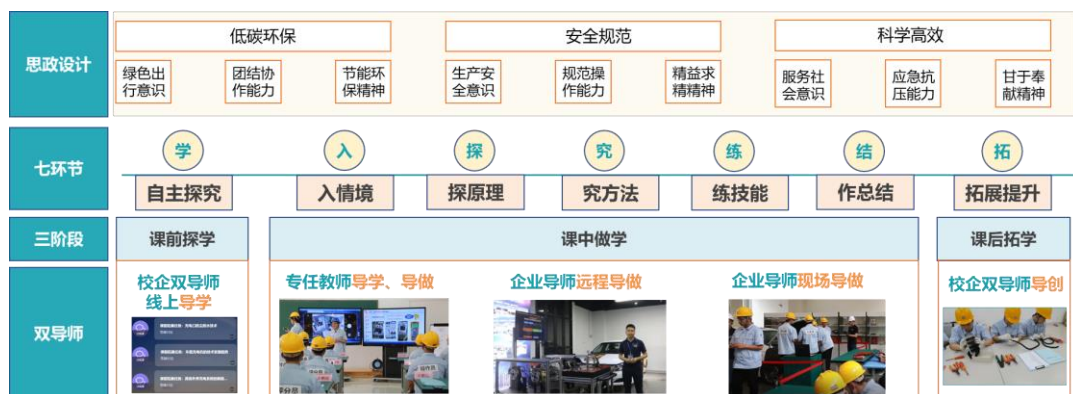 思政设计
低碳环保
安全规范
科学高效
绿色出
行意识
团结协
作能力
节能环
保精神
生产安
全意识
规范操
作能力
精益求
精精神
服务社
会意识
应急抗
压能力
甘于奉
献精神
七环节
学
入
探
究
练
结
拓
自主探究
入情境
探原理
究方法
练技能
作总结
拓展提升
三阶段
课前探学
课中做学
课后拓学
双导师
校企双导师
线上导学
专任教师导学、导做
企业导师远程导做
企业导师现场导做
校企双导师导创